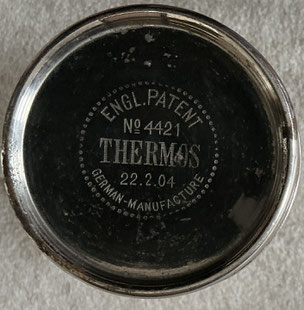 ENGL. PATENT
No 4421
THERMOS
22.2.04
GERMAN-MANUFACTURE